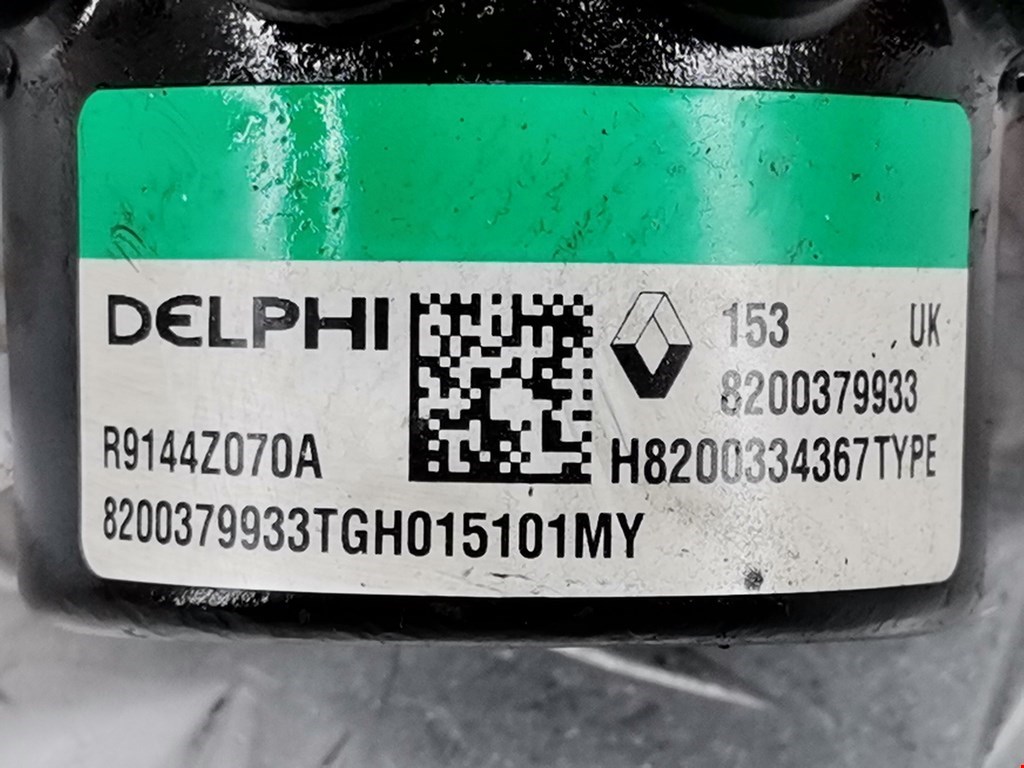 DELPHI
153 UK
8200379933
R9144Z070A
H8200334367TYPE
8200379933TGH015101MY